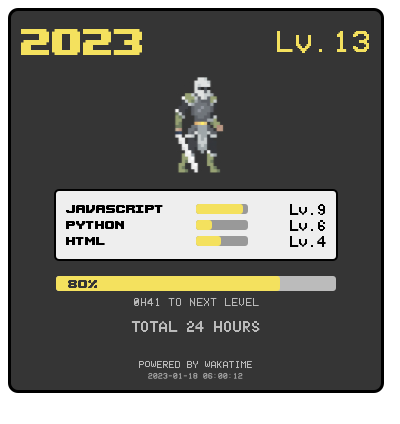 2023 Lv.13
JAVASCRIPT Lv.9
PYTHON Lv.6
HTML Lv.4
80%
0H41 TO NEXT LEVEL
TOTAL 24 HOURS
POWERED BY WAKATIME
2023-01-18 06:00:12